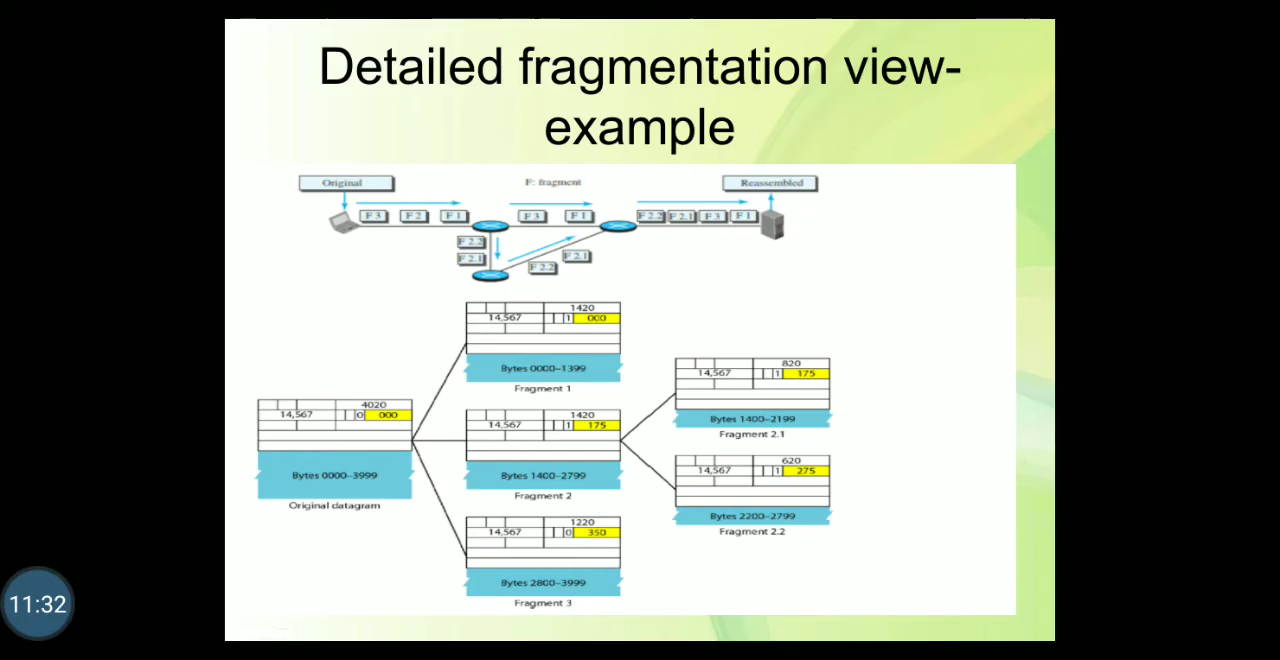 Detailed fragmentation view-
example
Original
F: fragment
Reassembled
F 3 F 2 F 1
F 3 F 1
F 2.2 F 2.1 F 3 F 1
F 2.2
F 2.1
F 2.2 F 2.1
1420
14,567 1 000
Bytes 0000–1399
Fragment 1
820
14,567 1 175
Bytes 1400–2199
Fragment 2.1
4020
14,567 0 000
Bytes 0000–3999
Original datagram
1420
14,567 1 175
Bytes 1400–2799
Fragment 2
620
14,567 1 275
Bytes 2200–2799
Fragment 2.2
1220
14,567 0 350
Bytes 2800–3999
Fragment 3
11:32